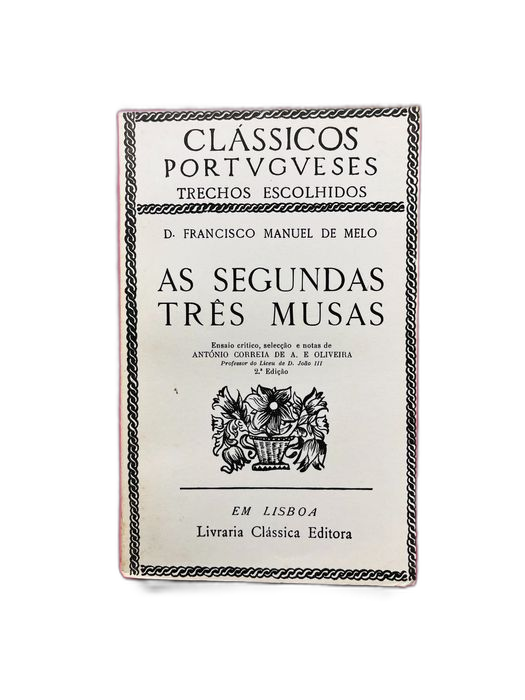 CLÁSSICOS
PORTVGVESES
TRECHOS ESCOLHIDOS
D. FRANCISCO MANUEL DE MELO
AS SEGUNDAS
TRÊS MUSAS
Ensaio crítico, selecção e notas de
ANTÓNIO CORREIA DE A. E OLIVEIRA
Professor do Liceu de D. João III
2.ª Edição
EM LISBOA
Livraria Clássica Editora